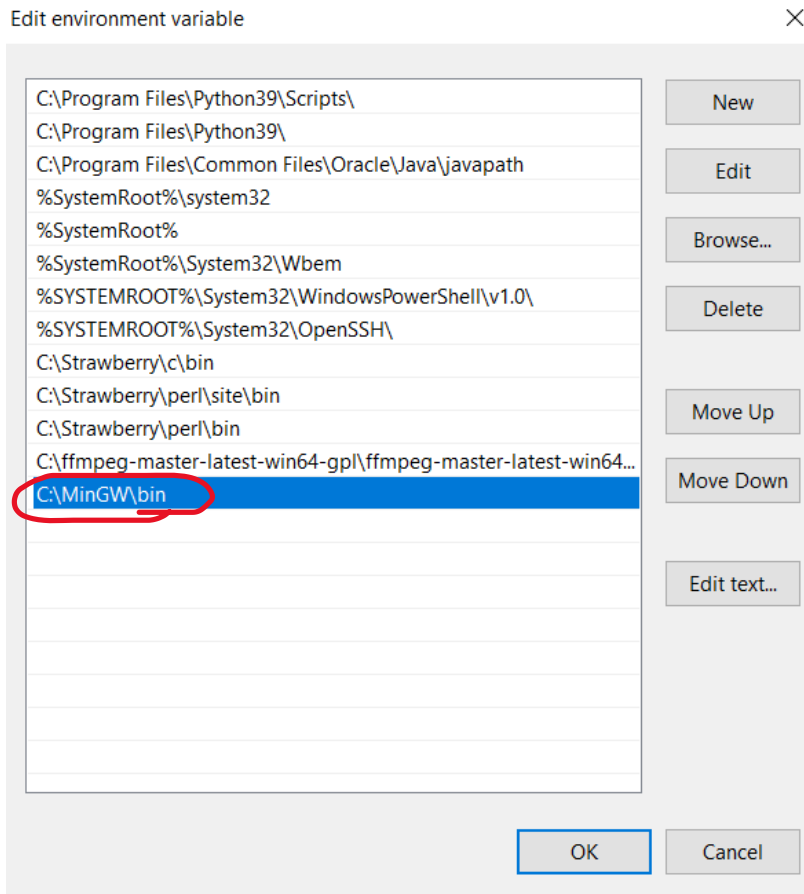 Edit environment variable
C:\Program Files\Python39\Scripts\
C:\Program Files\Python39\
C:\Program Files\Common Files\Oracle\Java\javapath
%SystemRoot%\system32
%SystemRoot%
%SystemRoot%\System32\Wbem
%SYSTEMROOT%\System32\WindowsPowerShell\v1.0\
%SYSTEMROOT%\System32\OpenSSH\
C:\Strawberry\c\bin
C:\Strawberry\perl\site\bin
C:\Strawberry\perl\bin
C:\ffmpeg-master-latest-win64-gpl\ffmpeg-master-latest-win64...
C:\MinGW\bin
New
Edit
Browse...
Delete
Move Up
Move Down
Edit text...
OK
Cancel